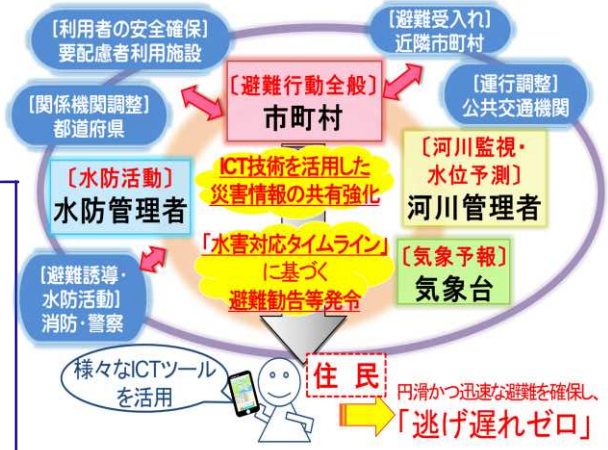 ［利用者の安全確保］
要配慮者利用施設
［避難受入れ］
近隣市町村
［関係機関調整］
都道府県
［避難行動全般］
市町村
［運行調整］
公共交通機関
［水防活動］
水防管理者
ICT技術を活用した
災害情報の共有強化
［河川監視・
水位予測］
河川管理者
「水害対応タイムライン」
に基づく
避難勧告等発令
［気象予報］
気象台
［避難誘導・
水防活動］
消防・警察
様々なICTツール
を活用
住 民
円滑かつ迅速な避難を確保し、
「逃げ遅れゼロ」